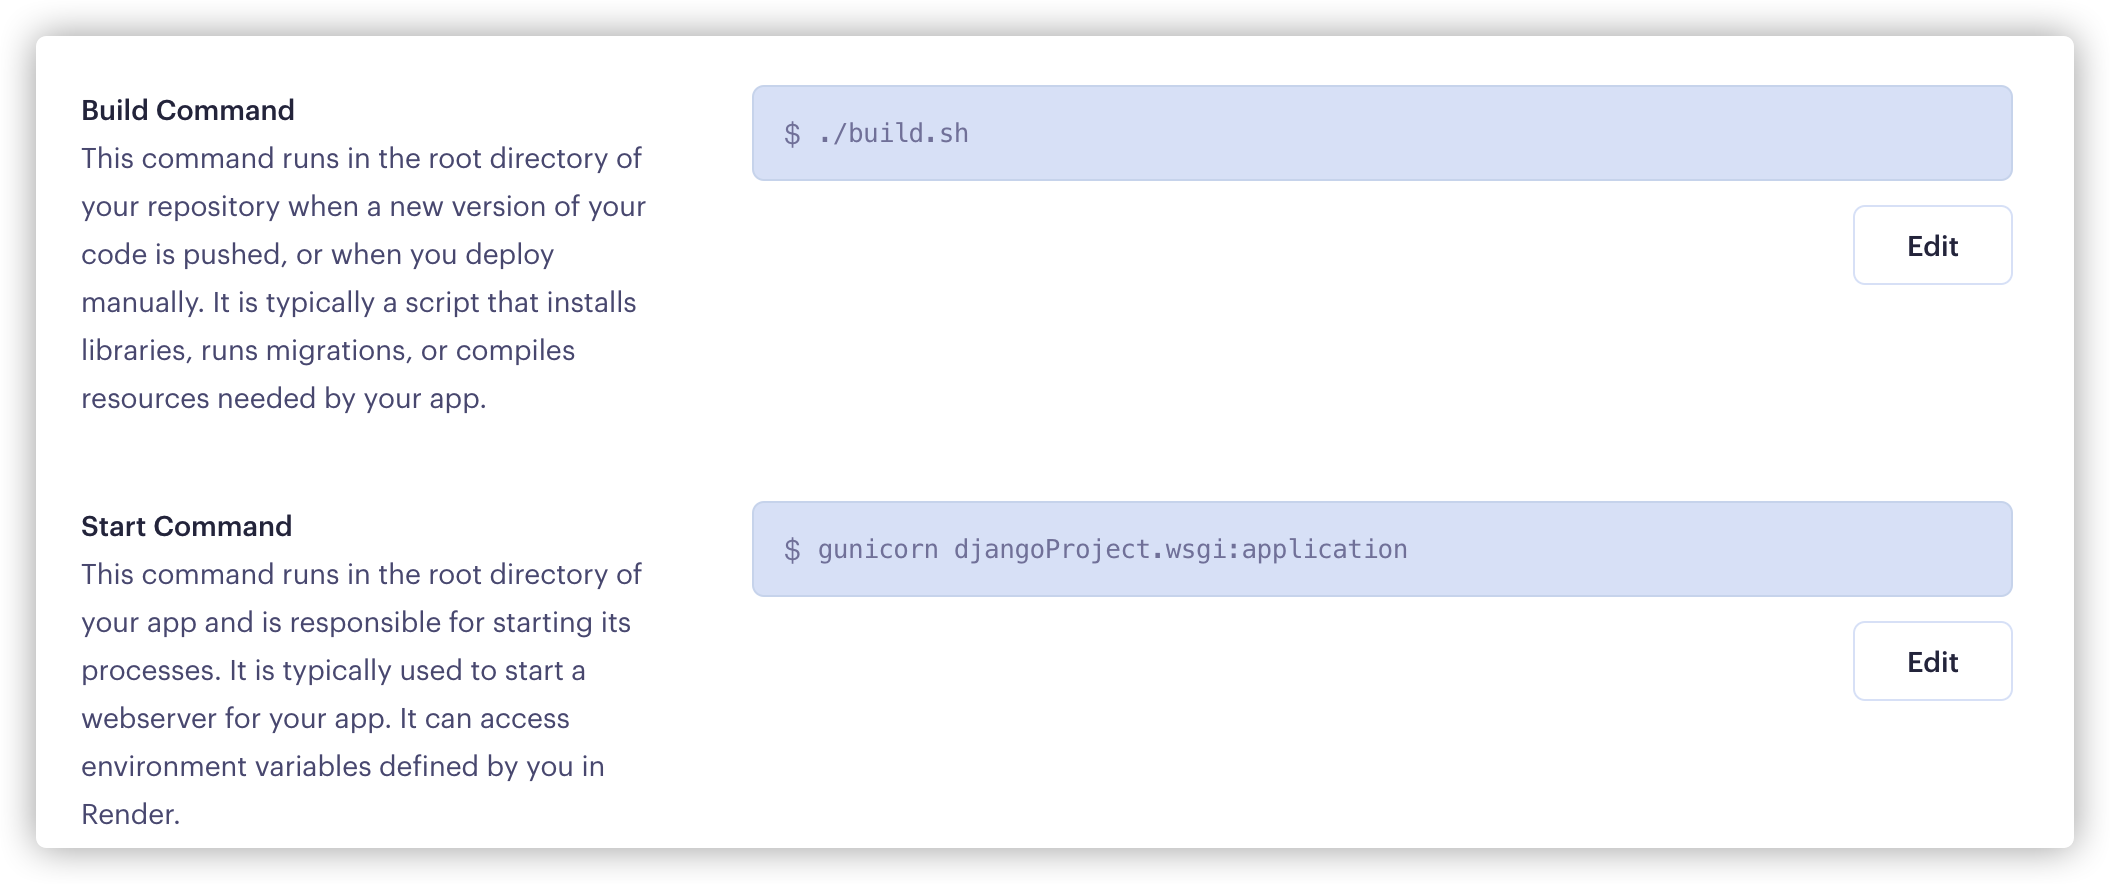 Build Command
This command runs in the root directory of
your repository when a new version of your
code is pushed, or when you deploy
manually. It is typically a script that installs
libraries, runs migrations, or compiles
resources needed by your app.
$ ./build.sh
Edit
Start Command
This command runs in the root directory of
your app and is responsible for starting its
processes. It is typically used to start a
webserver for your app. It can access
environment variables defined by you in
Render.
$ gunicorn djangoProject.wsgi:application
Edit